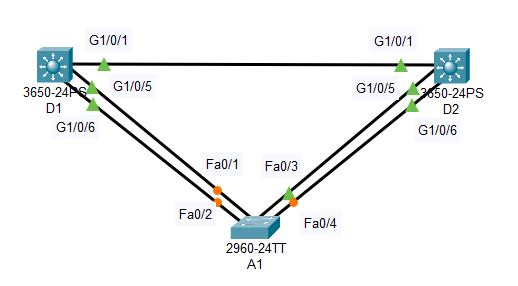 G1/0/1
G1/0/1
3650-24PS
D1
G1/0/5
G1/0/5
3650-24PS
D2
G1/0/6
G1/0/6
Fa0/1
Fa0/3
Fa0/2
Fa0/4
2960-24TT
A1